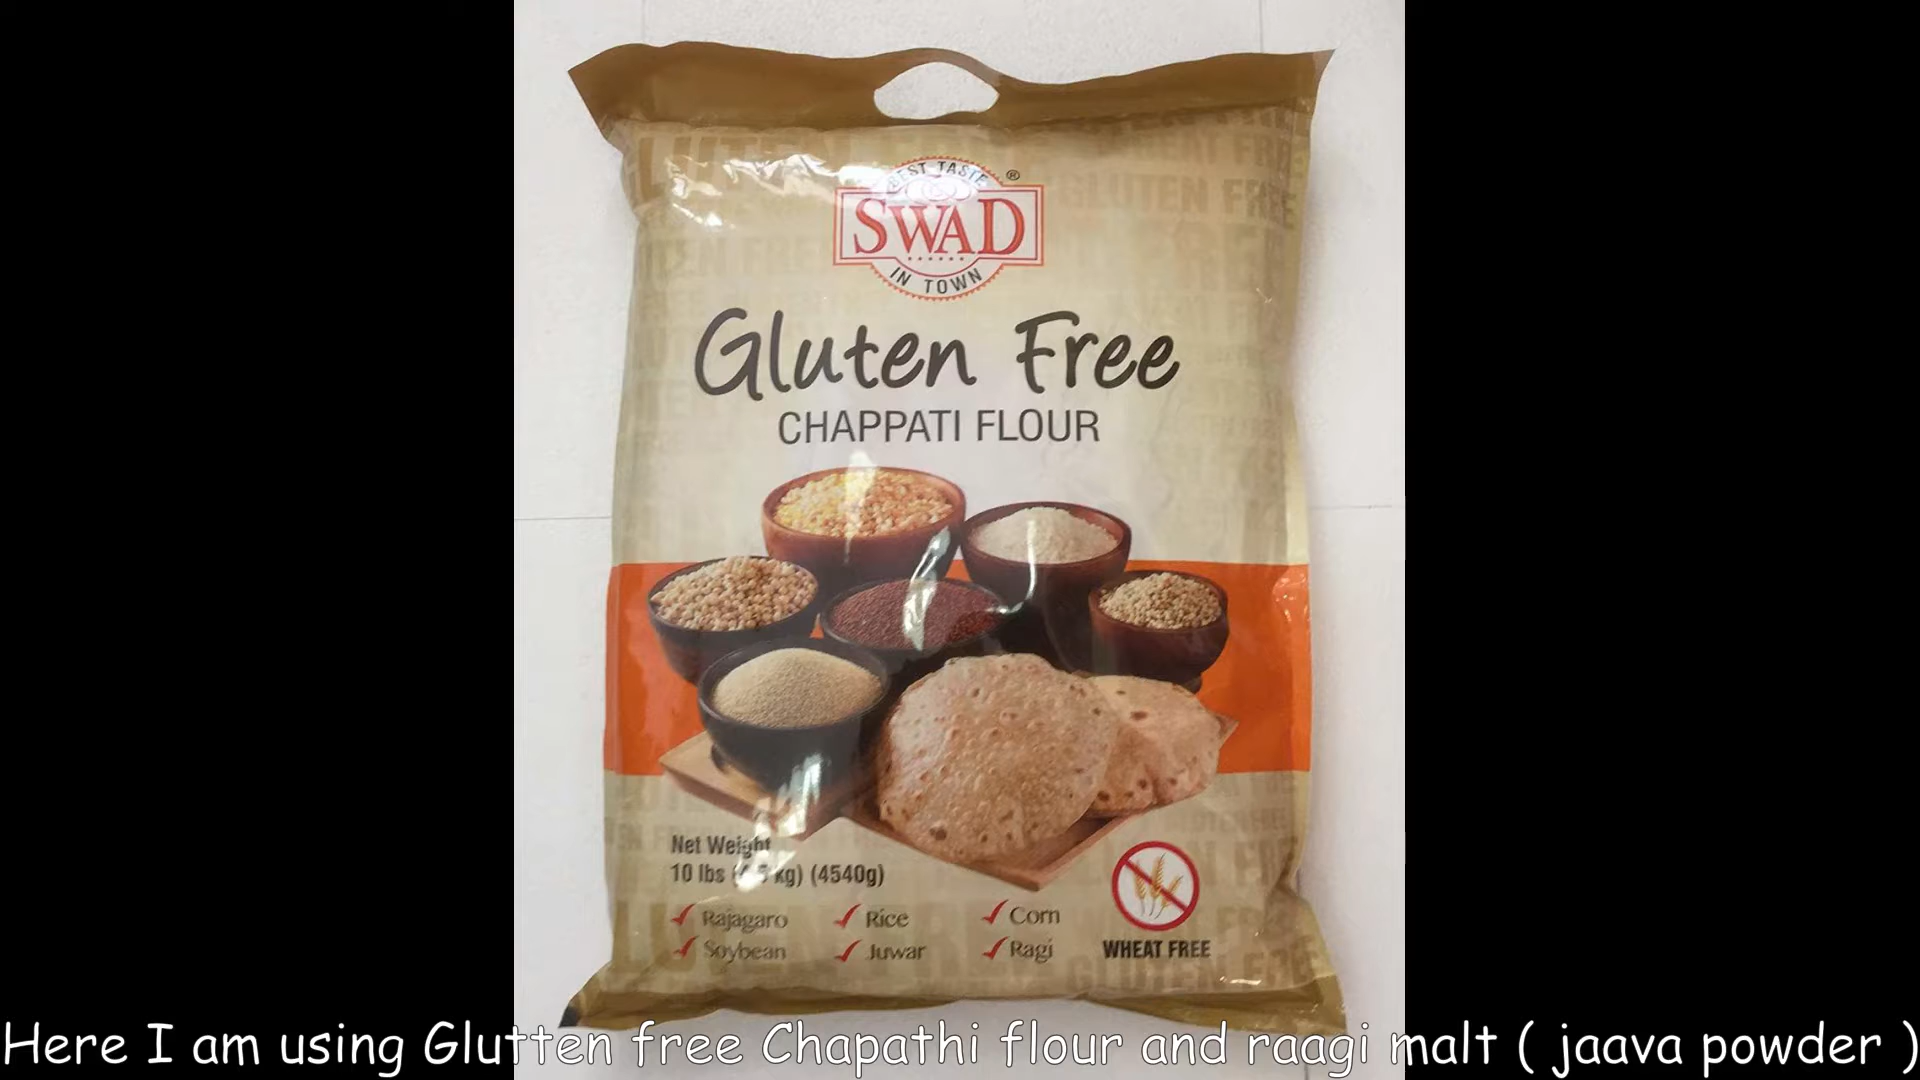 BEST TASTE ®
SWAD
IN TOWN
Gluten Free
CHAPPATI FLOUR
Net Weight
10 lbs kg) (4540g)
Rajagaro Rice Corn
Soybean Juwar Ragi
WHEAT FREE
Here I am using Glutten free Chapathi flour and raagi malt ( jaava powder )